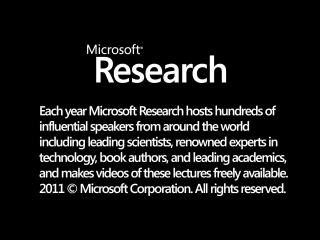 Microsoft®
Research
Each year Microsoft Research hosts hundreds of
influential speakers from around the world
including leading scientists, renowned experts in
technology, book authors, and leading academics,
and makes videos of these lectures freely available.
2011 © Microsoft Corporation. All rights reserved.